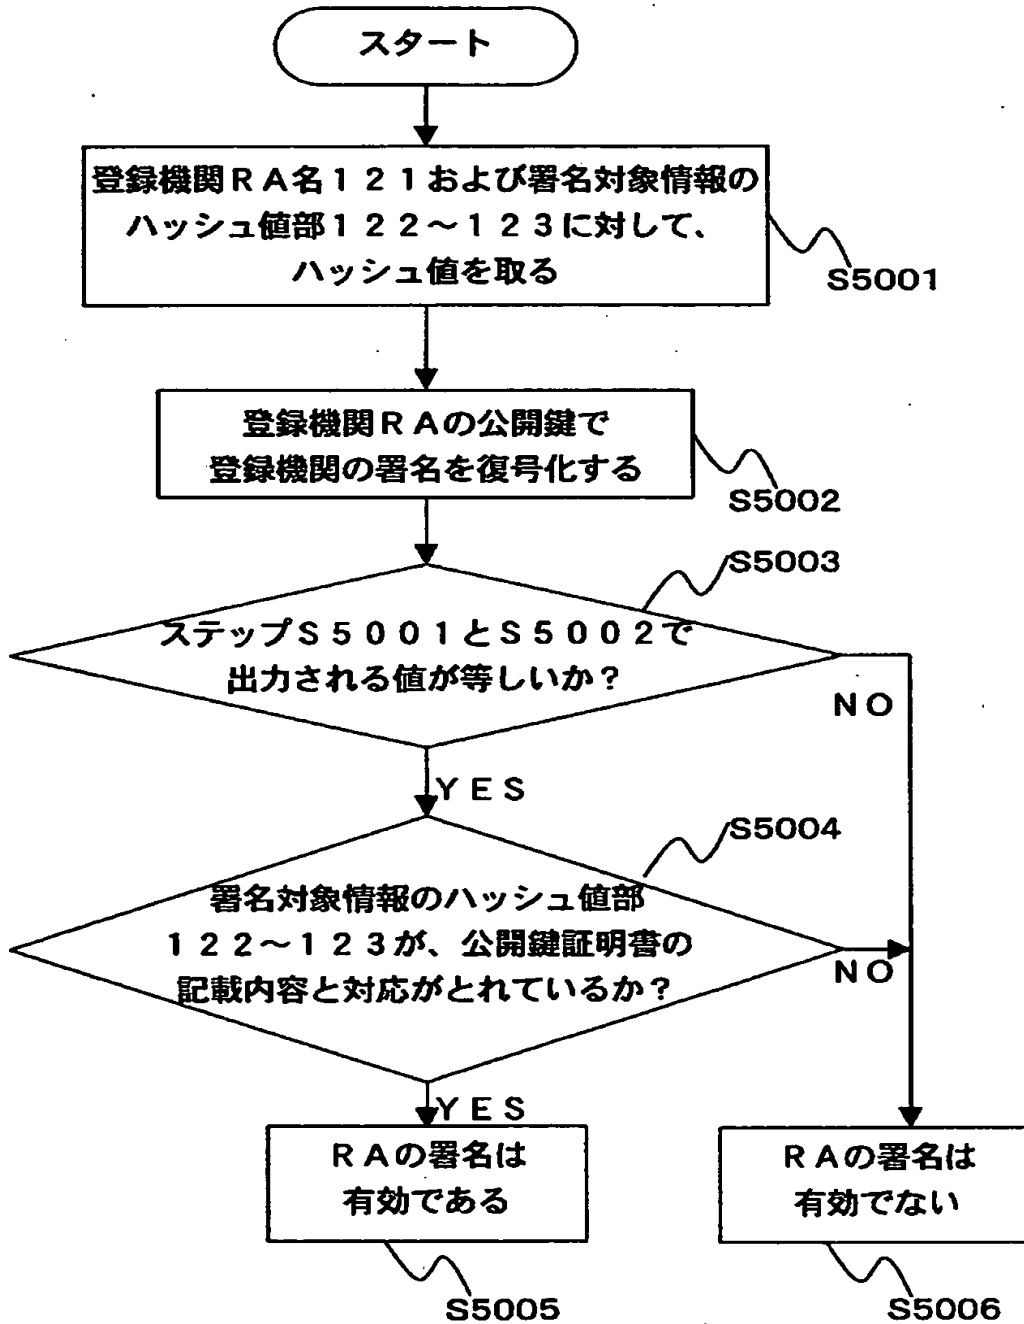 スタート
登録機関ＲＡ名１２１および署名対象情報の
ハッシュ値部１２２～１２３に対して、
ハッシュ値を取る
S5001
登録機関ＲＡの公開鍵で
登録機関の署名を復号化する
S5002
S5003
ステップＳ５００１とＳ５００２で
出力される値が等しいか？
ＮＯ
ＹＥＳ
S5004
署名対象情報のハッシュ値部
１２２～１２３が、公開鍵証明書の
記載内容と対応がとれているか？
ＮＯ
ＹＥＳ
ＲＡの署名は
有効である
S5005
ＲＡの署名は
有効でない
S5006